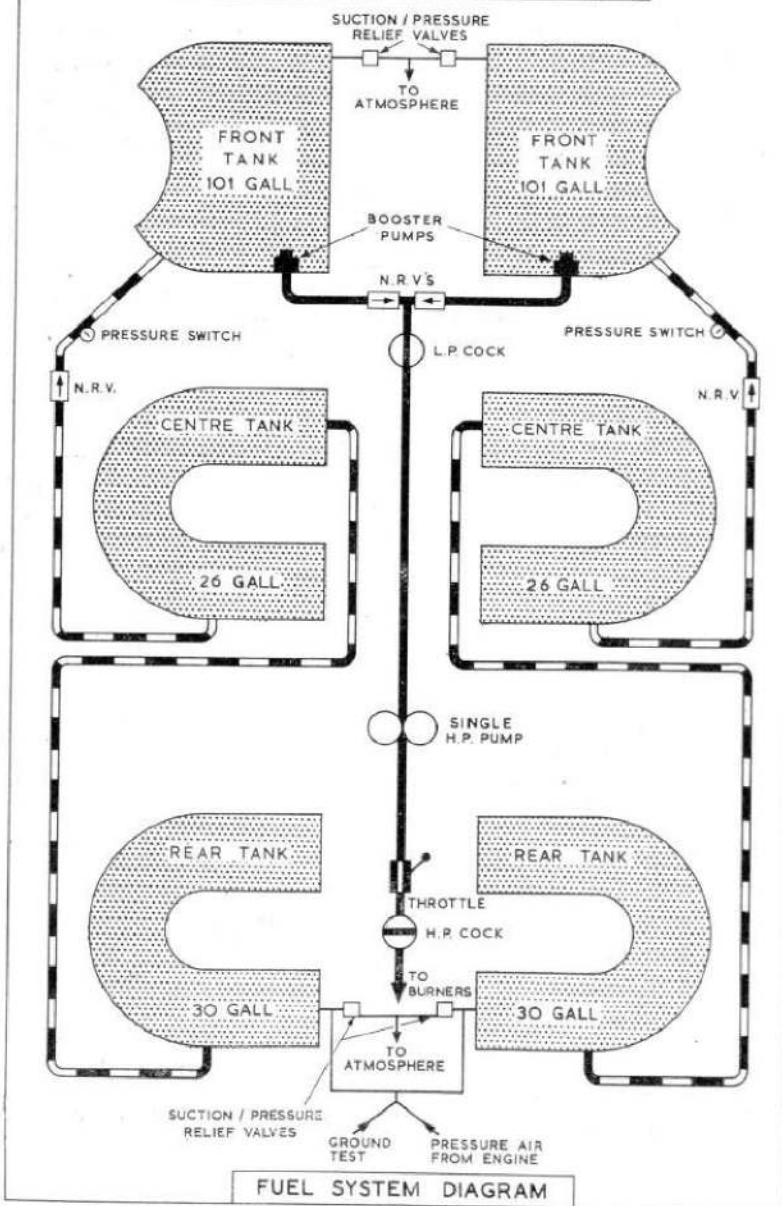 SUCTION / PRESSURE
RELIEF VALVES
TO
ATMOSPHERE
FRONT
TANK
101 GALL
FRONT
TANK
101 GALL
BOOSTER
PUMPS
N.R.V'S
PRESSURE SWITCH
PRESSURE SWITCH
L.P. COCK
N.R.V.
N.R.V.
CENTRE TANK
CENTRE TANK
26 GALL
26 GALL
SINGLE
H.P. PUMP
REAR TANK
REAR TANK
THROTTLE
H.P. COCK
TO
BURNERS
30 GALL
30 GALL
TO
ATMOSPHERE
SUCTION / PRESSURE
RELIEF VALVES
GROUND
TEST
PRESSURE AIR
FROM ENGINE
FUEL SYSTEM DIAGRAM